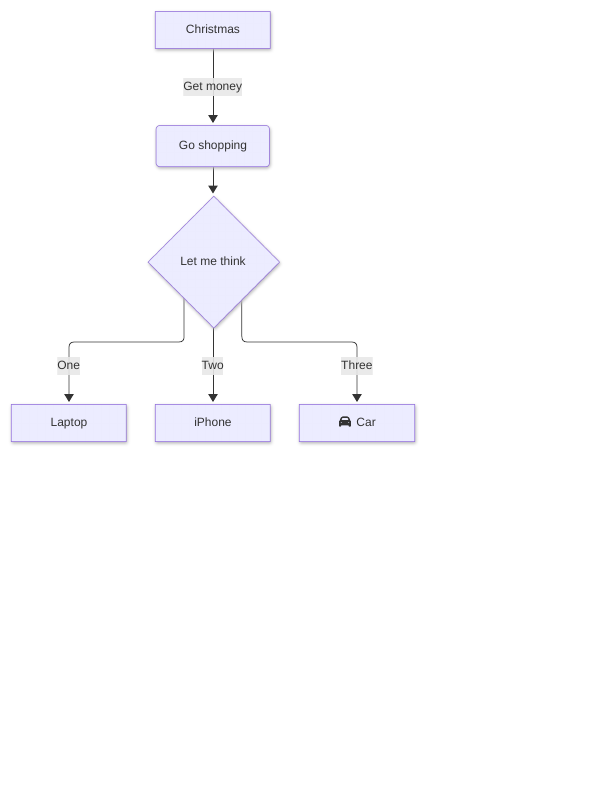 Christmas
Get money
Go shopping
Let me think
One
Two
Three
Laptop
iPhone
Car